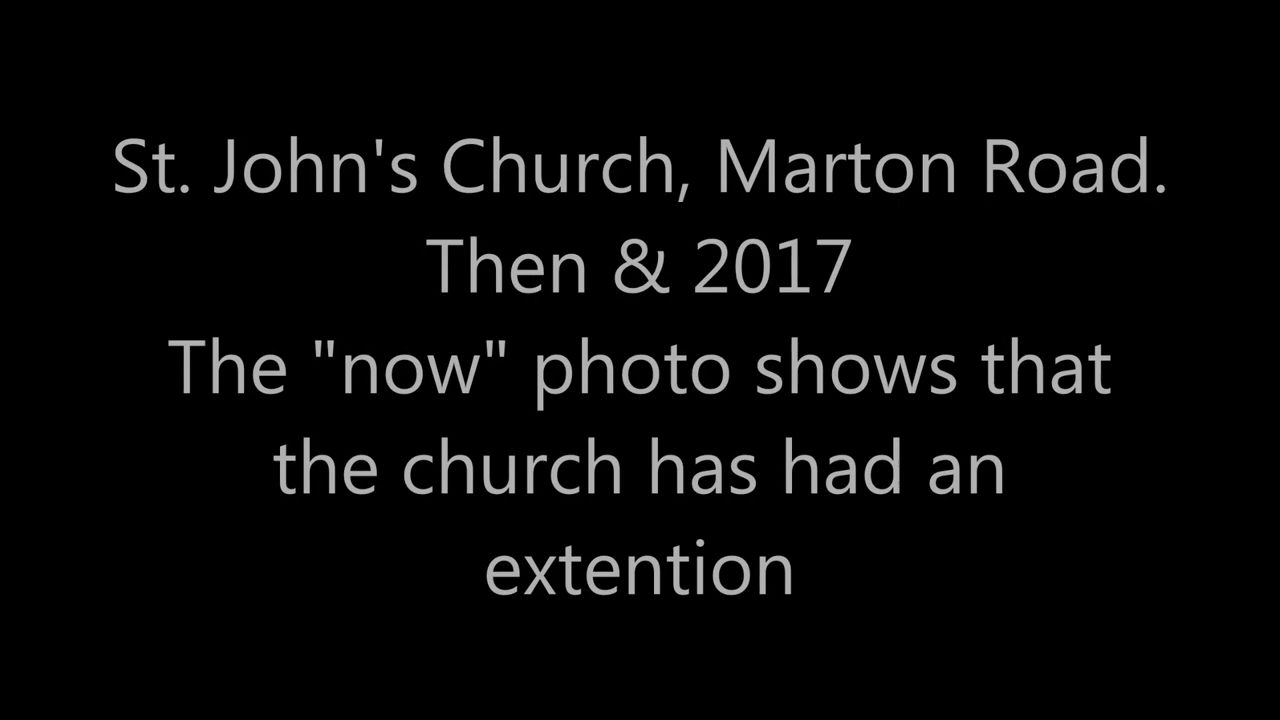 St. John's Church, Marton Road.
Then & 2017
The "now" photo shows that
the church has had an
extention